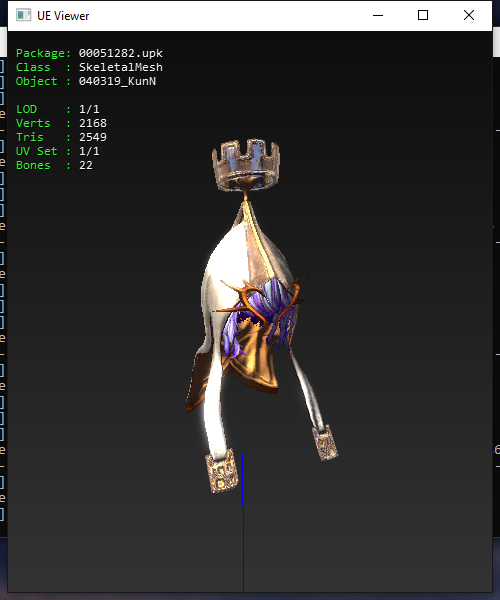 UE Viewer
Package: 00051282.upk
Class  : SkeletalMesh
Object : 040319_KunN
LOD    : 1/1
Verts  : 2168
Tris   : 2549
UV Set : 1/1
Bones  : 22